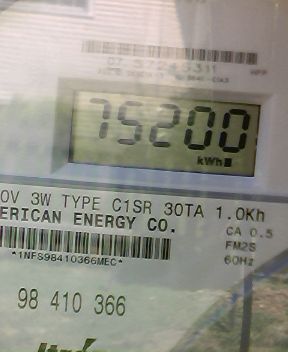 75200
kWh
0V 3W TYPE C1SR 30TA 1.0Kh
ERICAN ENERGY CO.
CA 0.5
FM2S
60Hz
*1NFS98410366MEC*
98 410 366